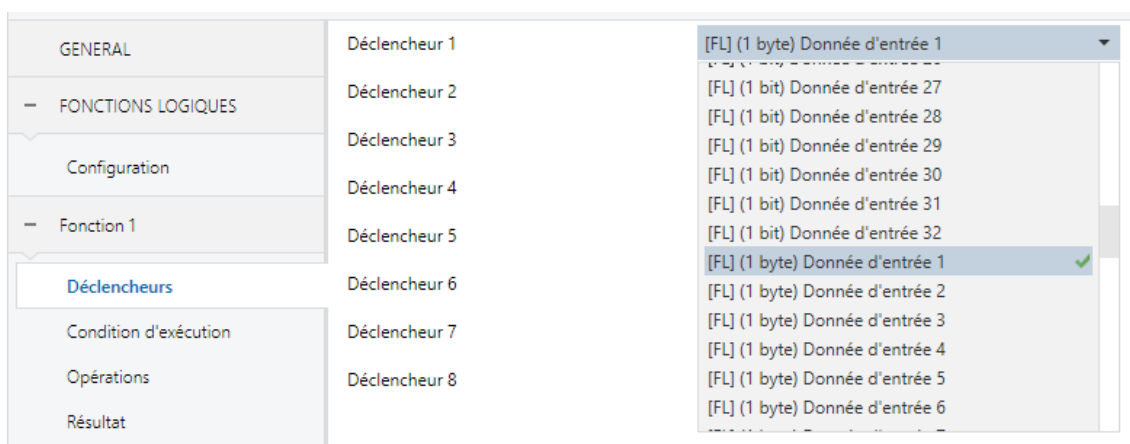 GENERAL
FONCTIONS LOGIQUES
Configuration
Fonction 1
Déclencheurs
Condition d'exécution
Opérations
Résultat
Déclencheur 1
Déclencheur 2
Déclencheur 3
Déclencheur 4
Déclencheur 5
Déclencheur 6
Déclencheur 7
Déclencheur 8
[FL] (1 byte) Donnée d'entrée 1
[FL] (1 bit) Donnée d'entrée 27
[FL] (1 bit) Donnée d'entrée 28
[FL] (1 bit) Donnée d'entrée 29
[FL] (1 bit) Donnée d'entrée 30
[FL] (1 bit) Donnée d'entrée 31
[FL] (1 bit) Donnée d'entrée 32
[FL] (1 byte) Donnée d'entrée 1
[FL] (1 byte) Donnée d'entrée 2
[FL] (1 byte) Donnée d'entrée 3
[FL] (1 byte) Donnée d'entrée 4
[FL] (1 byte) Donnée d'entrée 5
[FL] (1 byte) Donnée d'entrée 6